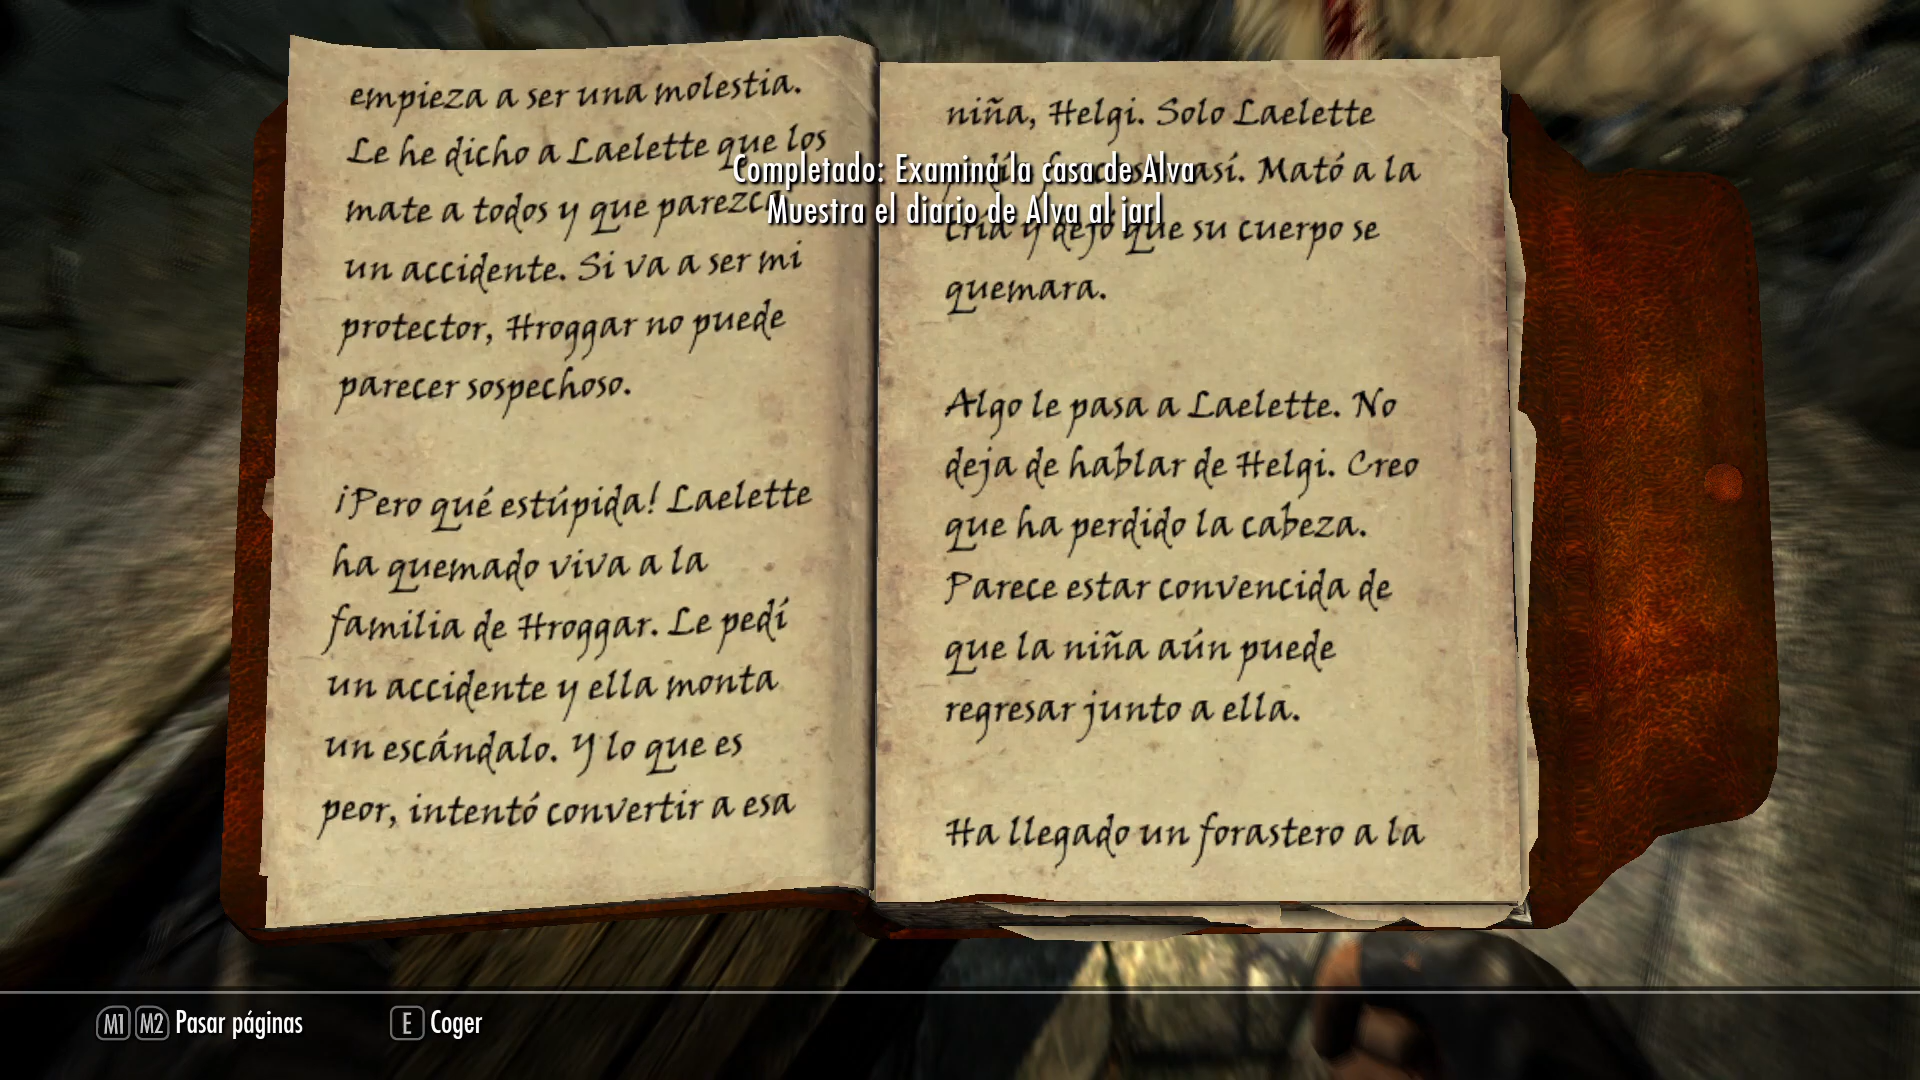 empieza a ser una molestia.
Le he dicho a Laelette que los
mate a todos y que parezca
un accidente. Si va a ser mi
protector, Hroggar no puede
parecer sospechoso.
¡Pero qué estúpida! Laelette
ha quemado viva a la
familia de Hroggar. Le pedí
un accidente y ella monta
un escándalo. Y lo que es
peor, intentó convertir a esa
niña, Helgi. Solo Laelette
así. Mató a la
cría y dejó que su cuerpo se
quemara.
Algo le pasa a Laelette. No
deja de hablar de Helgi. Creo
que ha perdido la cabeza.
Parece estar convencida de
que la niña aún puede
regresar junto a ella.
Ha llegado un forastero a la
Completado: Examina la casa de Alva
Muestra el diario de Alva al jarl
M1 M2 Pasar páginas
E Coger